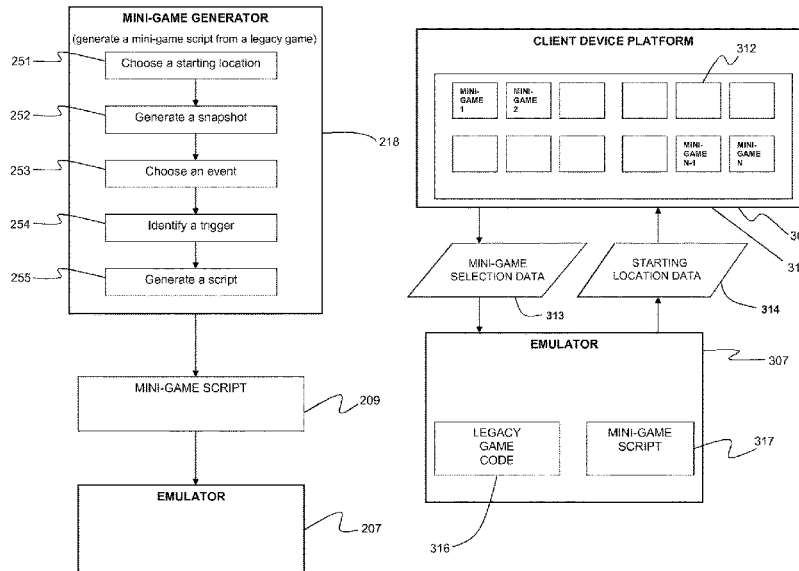 MINI-GAME GENERATOR
(generate a mini-game script from a legacy game)
251
Choose a starting location
252
Generate a snapshot
253
Choose an event
254
Identify a trigger
255
Generate a script
218
MINI-GAME SCRIPT
209
EMULATOR
207
CLIENT DEVICE PLATFORM
312
MINI-
GAME
1
MINI-
GAME
2
MINI-
GAME
N-1
MINI-
GAME
N
MINI-GAME
SELECTION DATA
313
STARTING
LOCATION DATA
314
EMULATOR
307
LEGACY
GAME
CODE
316
MINI-GAME
SCRIPT
317